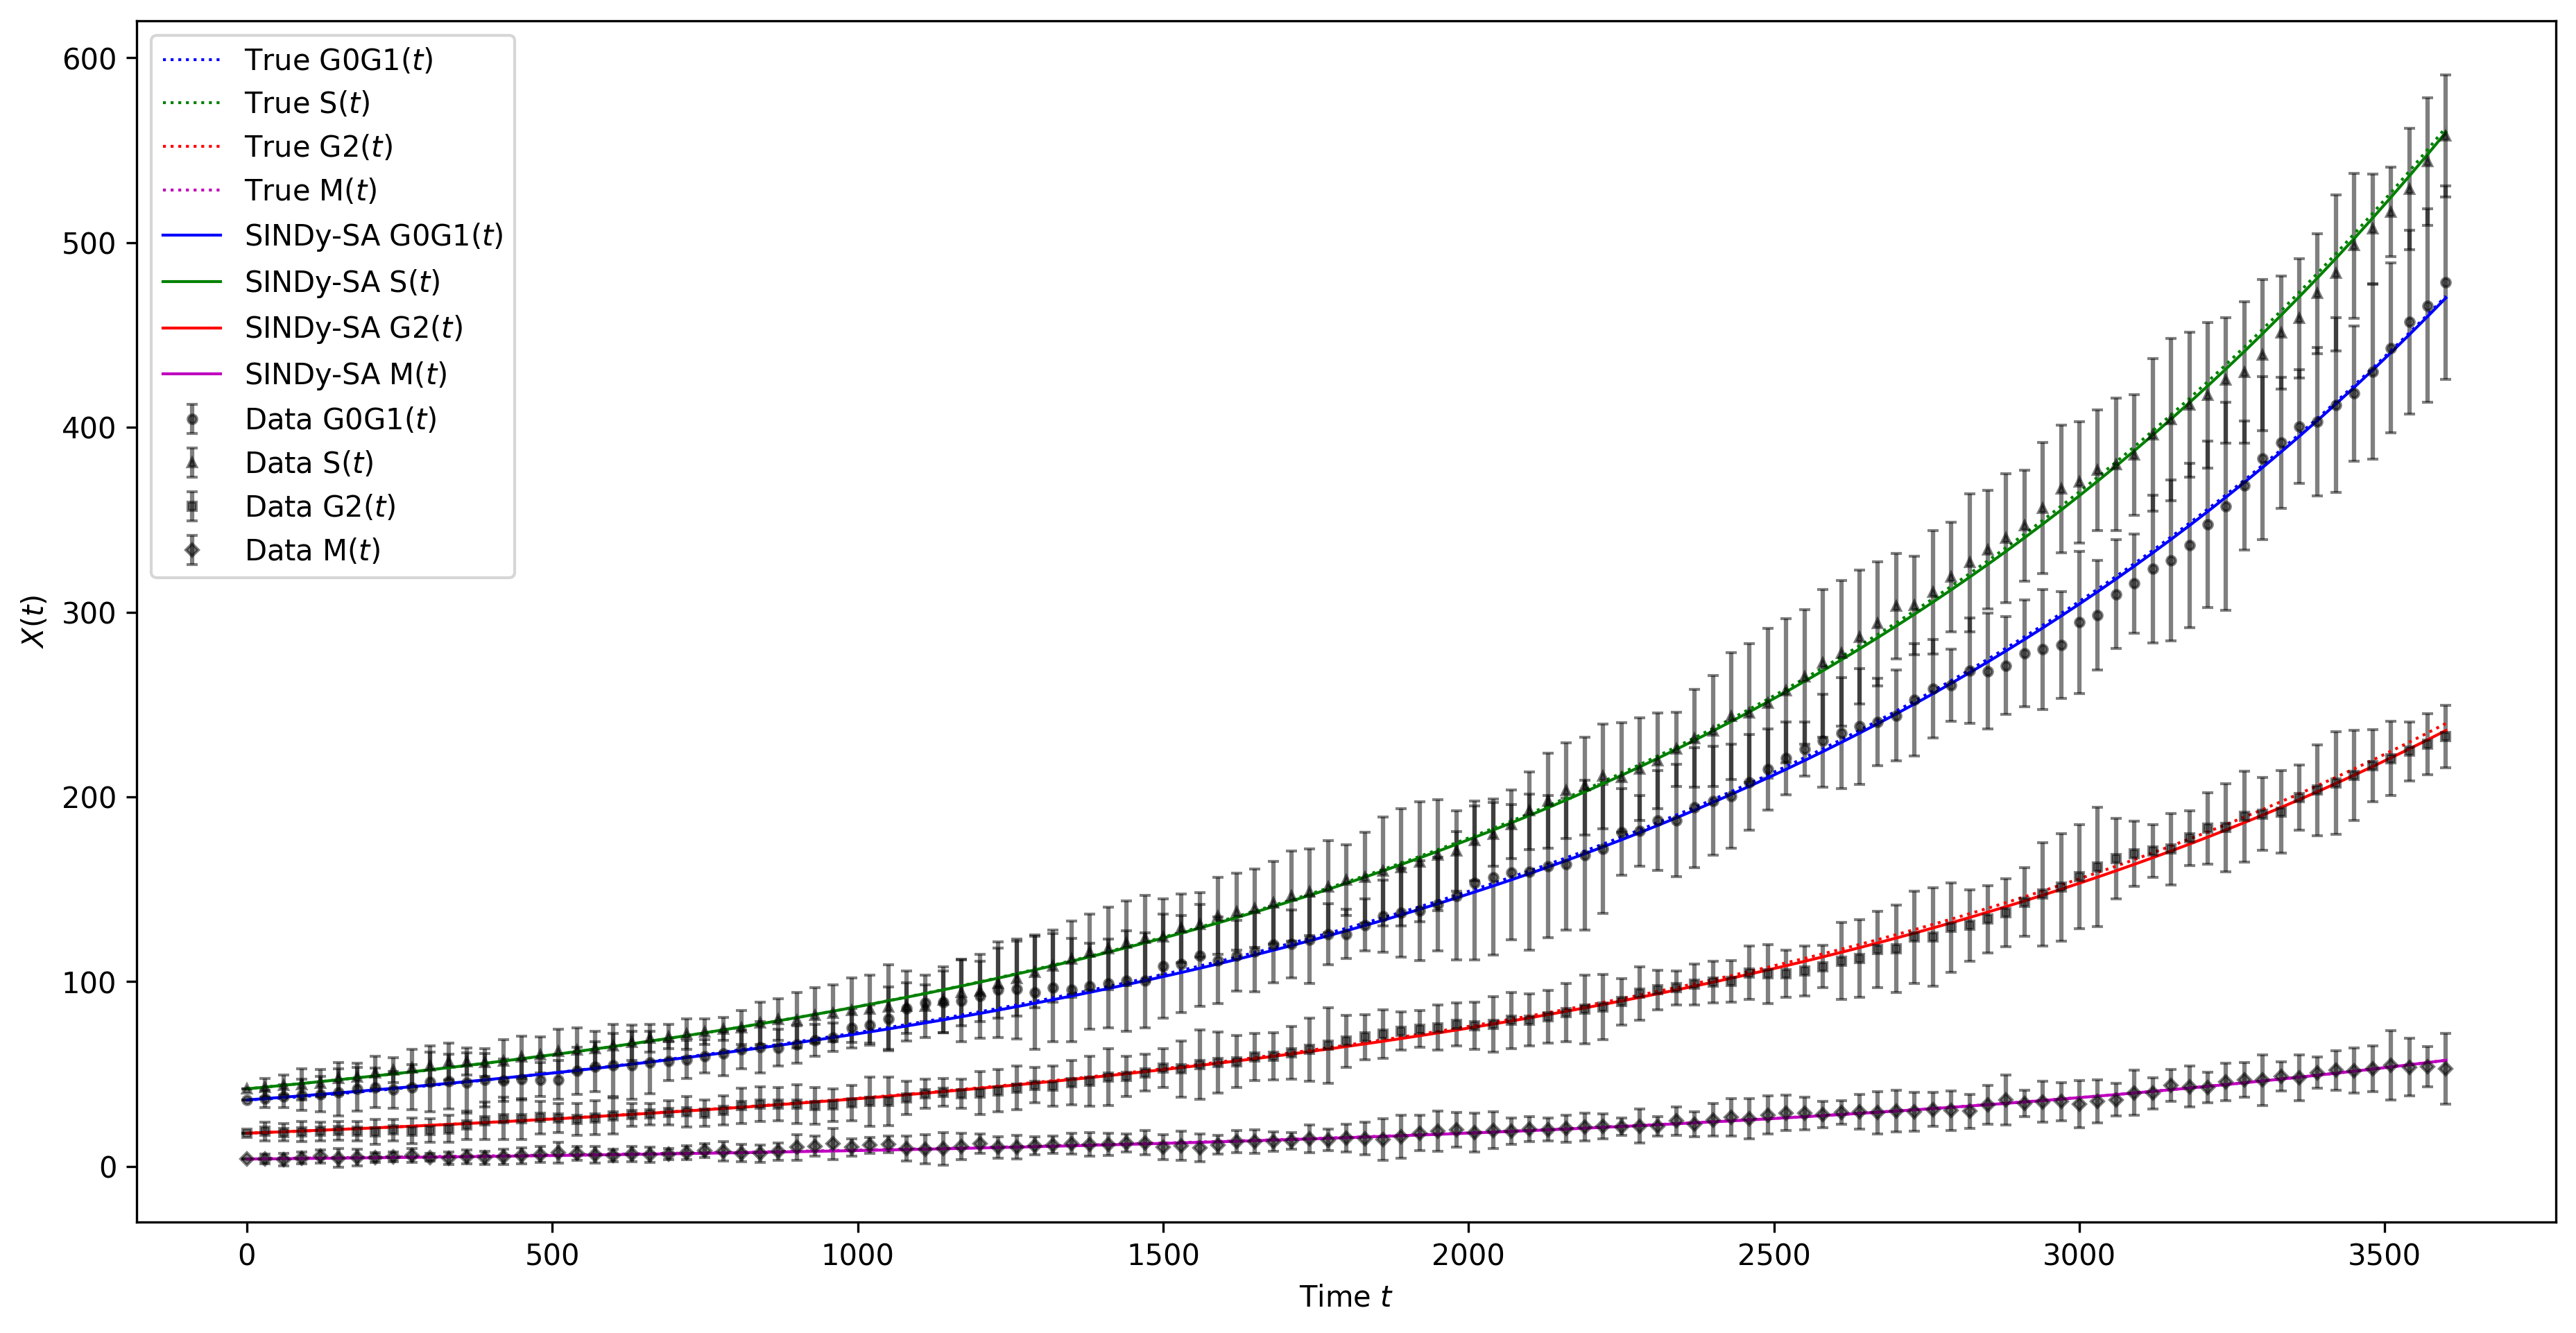 True G0G1(t)
True S(t)
True G2(t)
True M(t)
SINDy-SA G0G1(t)
SINDy-SA S(t)
SINDy-SA G2(t)
SINDy-SA M(t)
Data G0G1(t)
Data S(t)
Data G2(t)
Data M(t)
600
500
400
300
200
100
0
X(t)
0 500 1000 1500 2000 2500 3000 3500
Time t